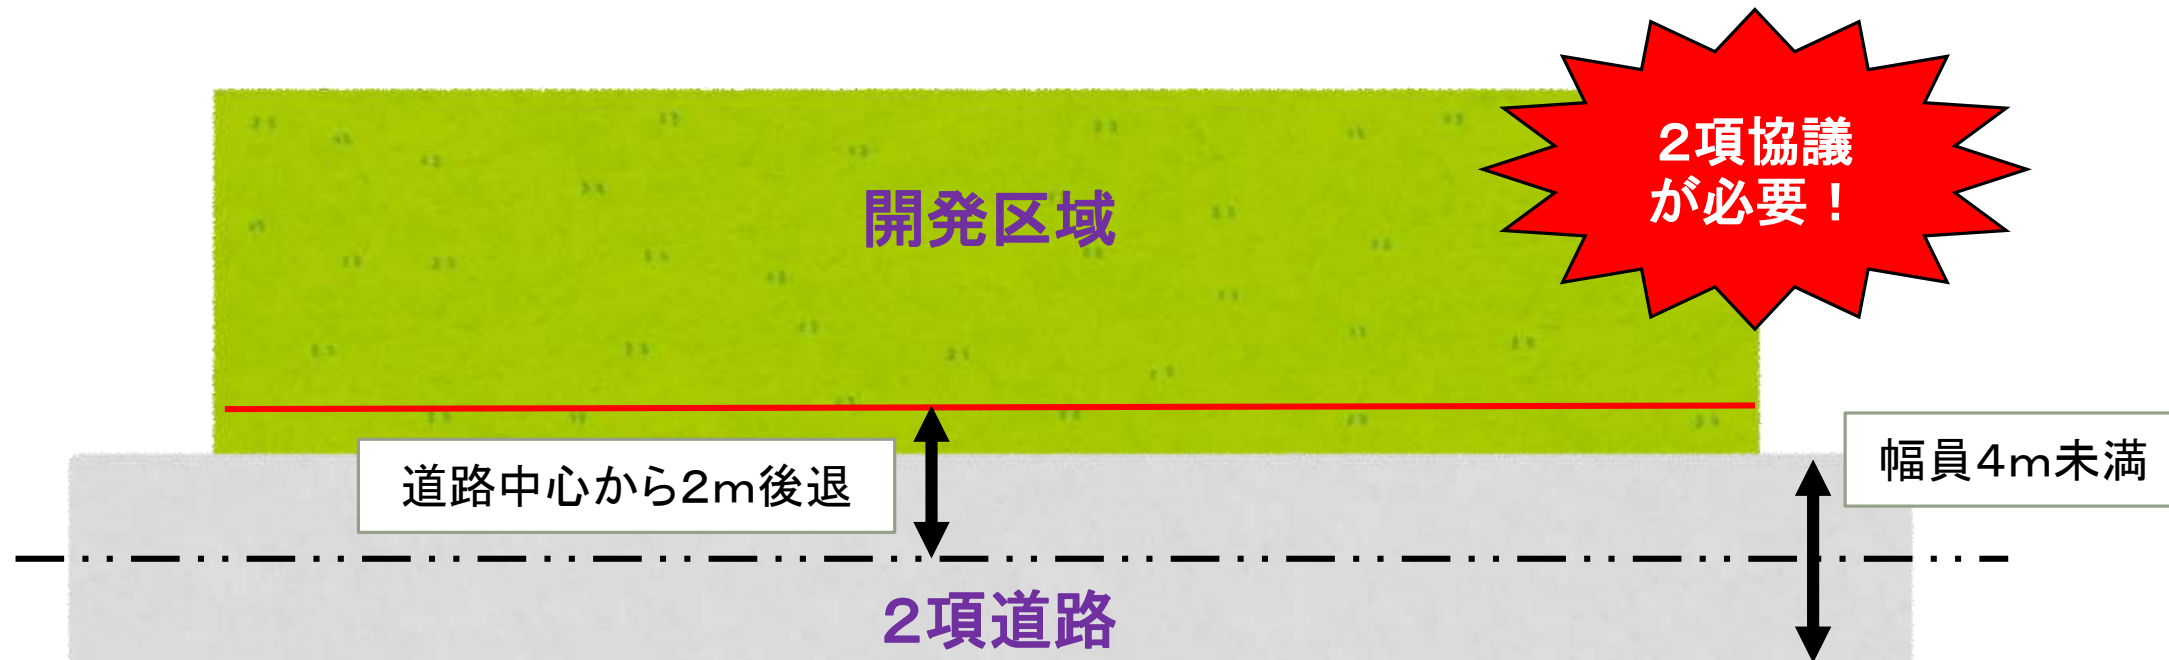 ２項協議
が必要！
開発区域
道路中心から2m後退
幅員4m未満
２項道路